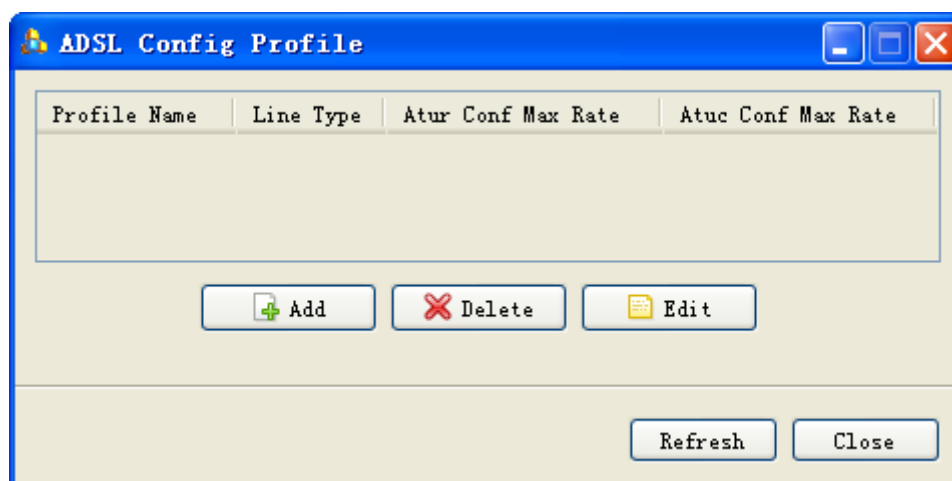 ADSL Config Profile
Profile Name Line Type Atur Conf Max Rate Atuc Conf Max Rate
Add Delete Edit
Refresh Close